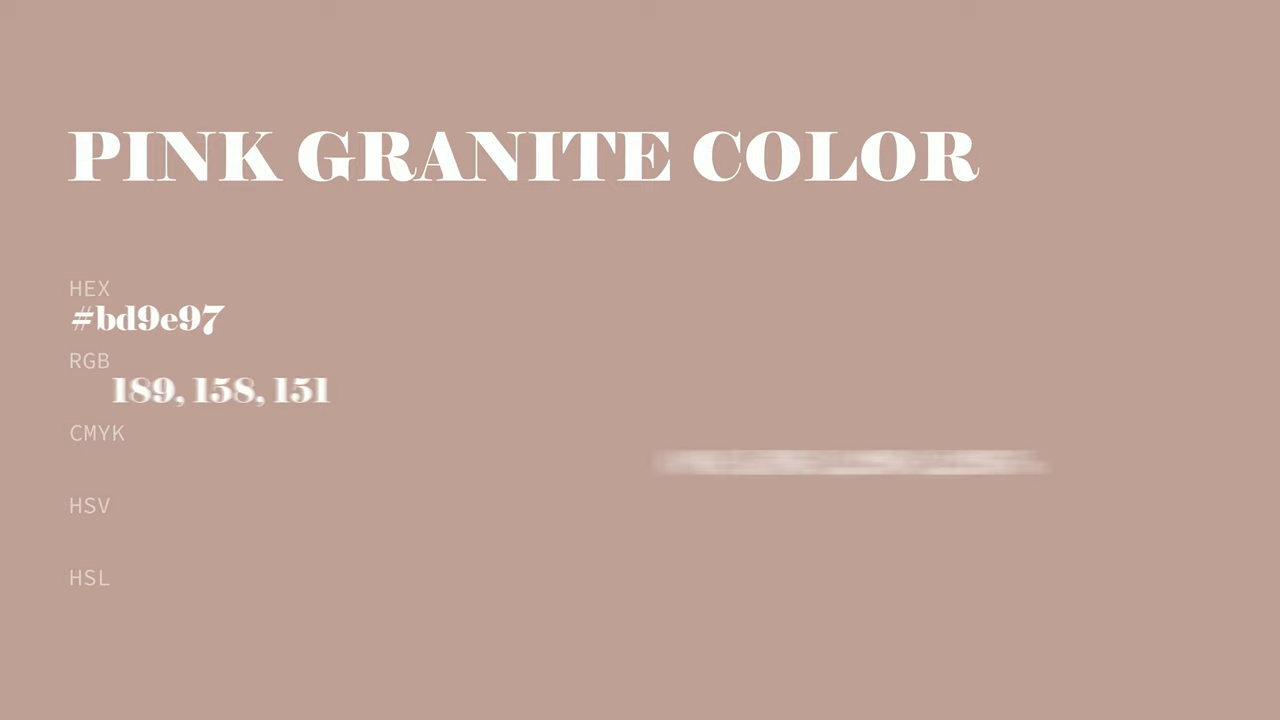 PINK GRANITE COLOR
HEX
#bd9e97
RGB
189, 158, 151
CMYK
HSV
HSL